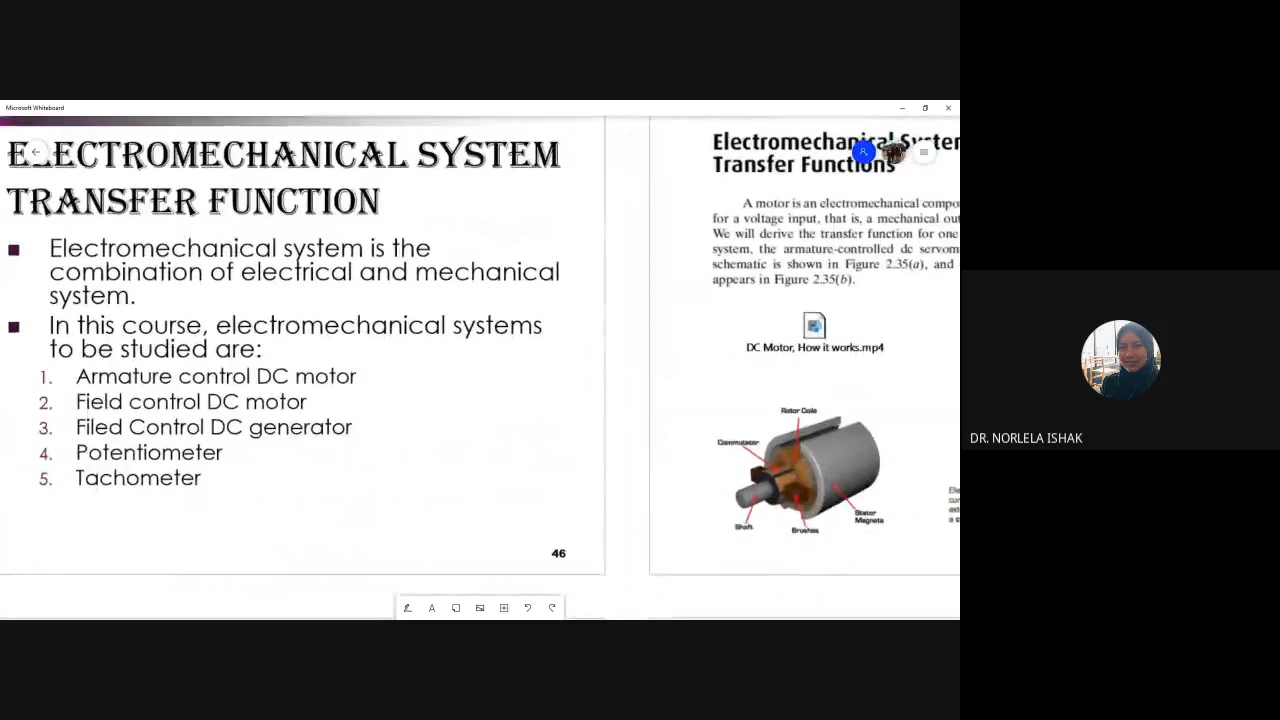 Microsoft Whiteboard
ELECTROMECHANICAL SYSTEM
TRANSFER FUNCTION
Electromechanical system is the
combination of electrical and mechanical
system.
In this course, electromechanical systems
to be studied are:
1. Armature control DC motor
2. Field control DC motor
3. Filed Control DC generator
4. Potentiometer
5. Tachometer
46
Electromechanical System
Transfer Functions
A motor is an electromechanical compo
for a voltage input, that is, a mechanical out
We will derive the transfer function for one
system, the armature-controlled dc servom
schematic is shown in Figure 2.35(a), and
appears in Figure 2.35(b).
DC Motor, How it works.mp4
Rotor Coils
Commutator
Shaft
Brushes
Stator
Magnets
DR. NORLELA ISHAK